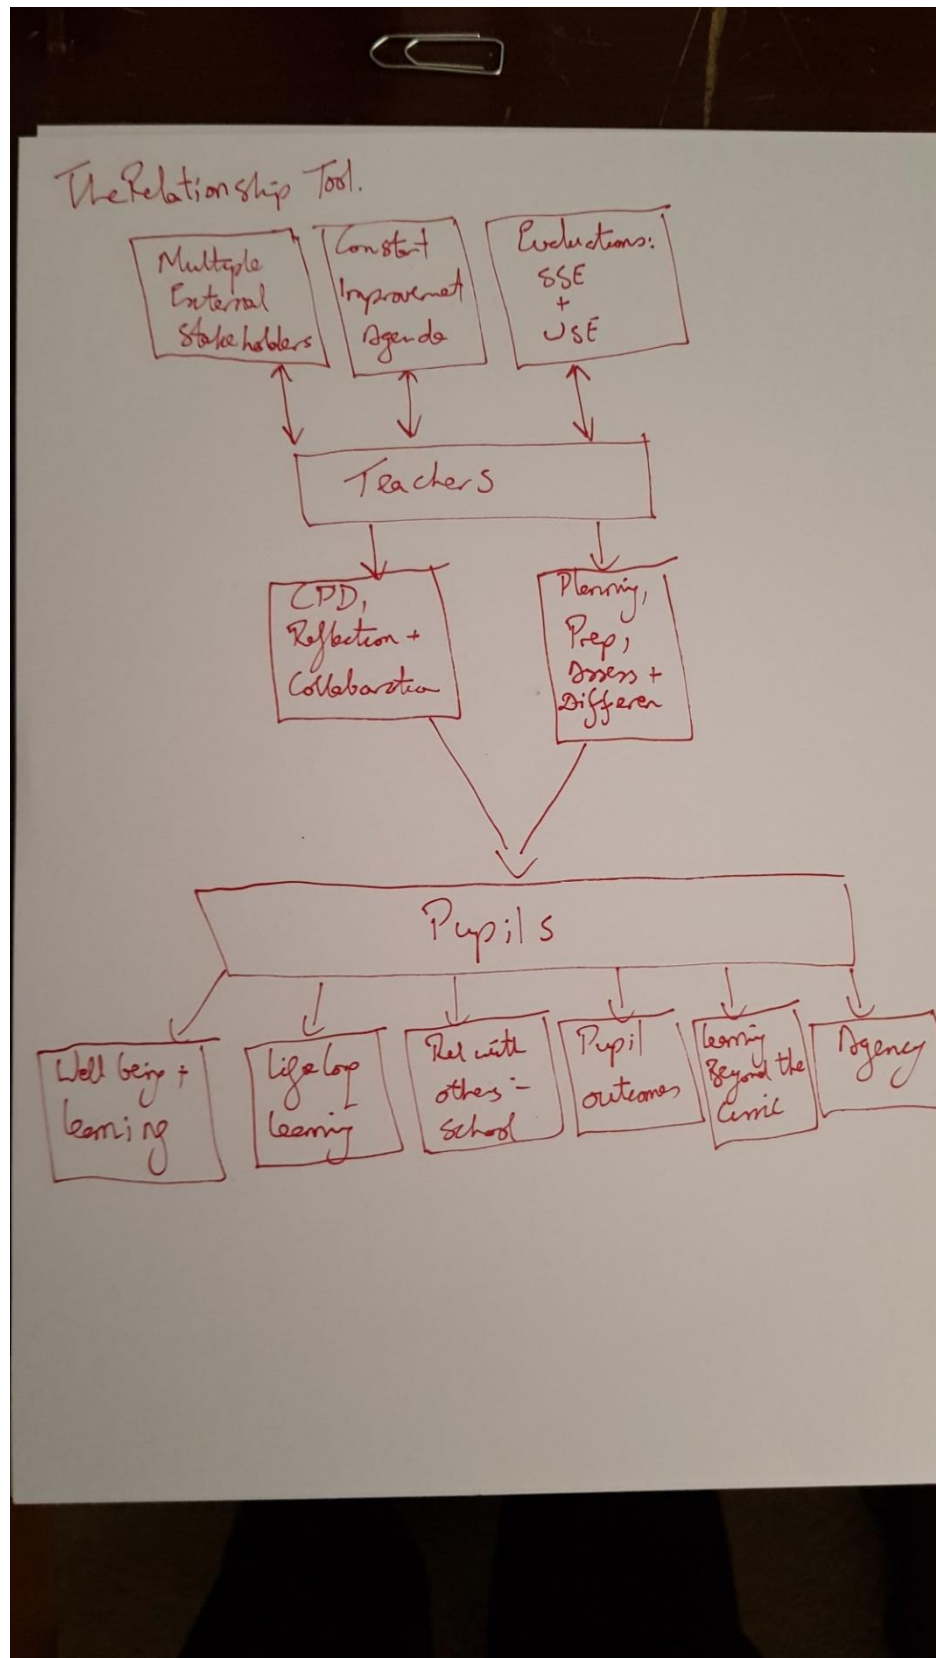 The Relationship Tool.
Multiple
External
Stakeholders
Constant
Improvemet
Agenda
Evaluations:
SSE
+
USE
Teachers
CPD,
Reflection +
Collaboration
Planning,
Prep,
Assess +
Differen
Pupils
Well being +
learning
Life long
learning
Rel with
others -
School
Pupil
outcomes
learning
Beyond the
Curric
Agency